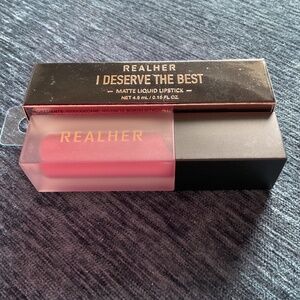 REALHER
I DESERVE THE BEST
MATTE LIQUID LIPSTICK
NET 4.5 mL / 0.15 FL. OZ.
REALHER